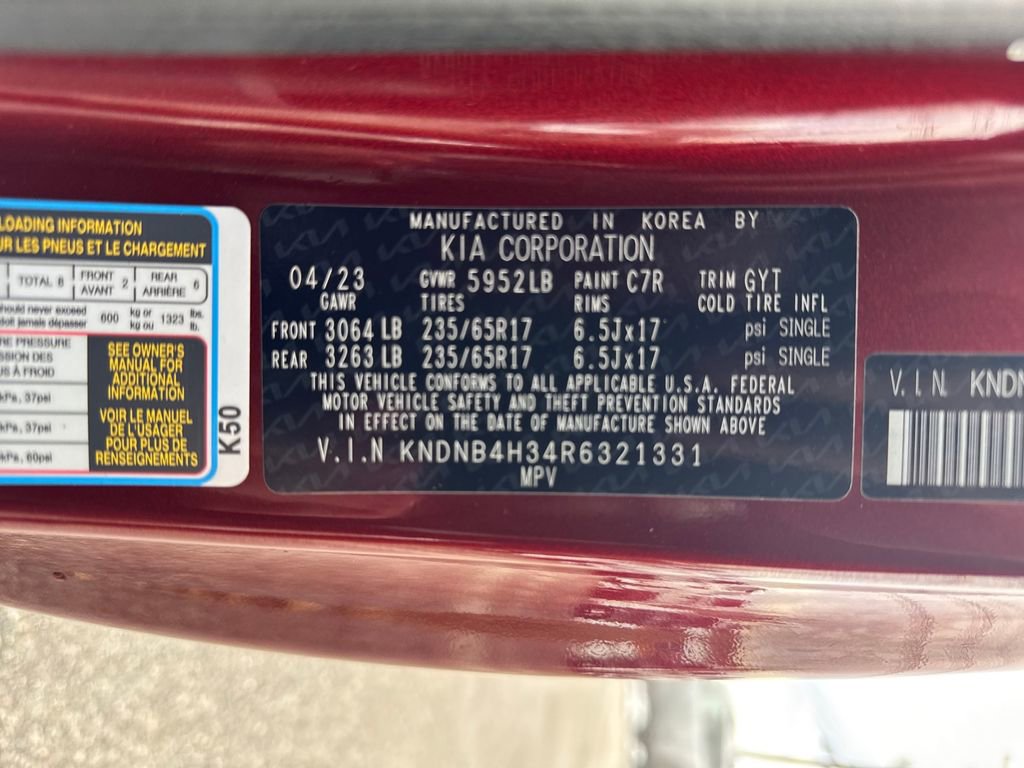 LOADING INFORMATION
UR LES PNEUS ET LE CHARGEMENT
TOTAL 8 FRONT AVANT 2 REAR ARRIÈRE 6
should never exceed
doit jamais dépasser 600 kg or kg ou 1323 lbs. lb.
RE PRESSURE
SSION DES
US À FROID
kPa, 37psi
kPa, 37psi
kPa, 60psi
SEE OWNER'S
MANUAL FOR
ADDITIONAL
INFORMATION
VOIR LE MANUEL
DE L'USAGER
POUR PLUS DE
RENSEIGNEMENTS
K50
MANUFACTURED IN KOREA BY
KIA CORPORATION
04/23 GVWR 5952LB PAINT C7R TRIM GYT
GAWR TIRES RIMS COLD TIRE INFL
FRONT 3064 LB 235/65R17 6.5Jx17 psi SINGLE
REAR 3263 LB 235/65R17 6.5Jx17 psi SINGLE
THIS VEHICLE CONFORMS TO ALL APPLICABLE U.S.A. FEDERAL
MOTOR VEHICLE SAFETY AND THEFT PREVENTION STANDARDS
IN EFFECT ON THE DATE OF MANUFACTURE SHOWN ABOVE
V.I.N KNDNB4H34R6321331
MPV
V.I.N. KNDN